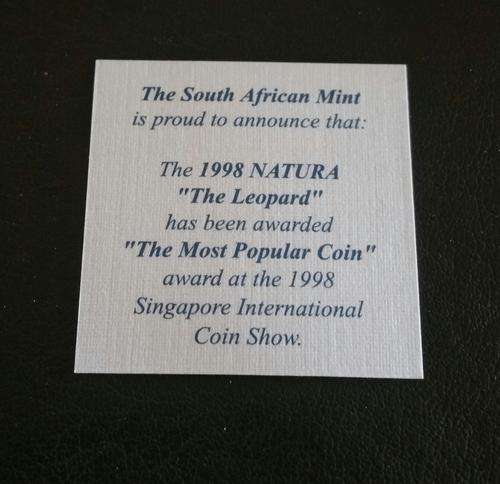 The South African Mint
is proud to announce that:
The 1998 NATURA
"The Leopard"
has been awarded
"The Most Popular Coin"
award at the 1998
Singapore International
Coin Show.